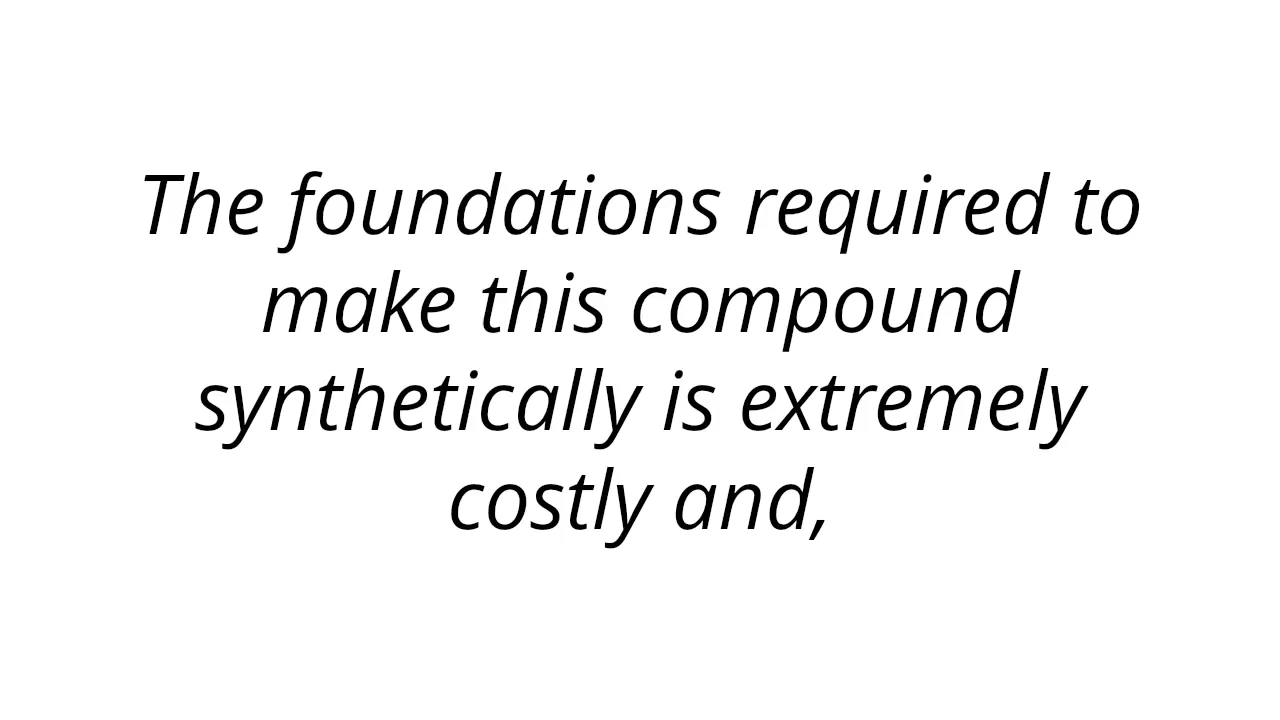 The foundations required to
make this compound
synthetically is extremely
costly and,